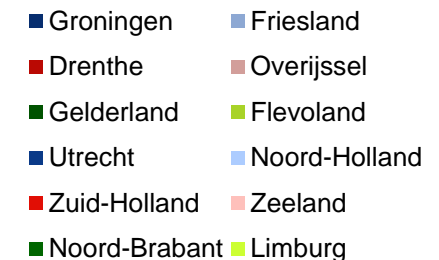 Groningen Friesland
Drenthe Overijssel
Gelderland Flevoland
Utrecht Noord-Holland
Zuid-Holland Zeeland
Noord-Brabant Limburg